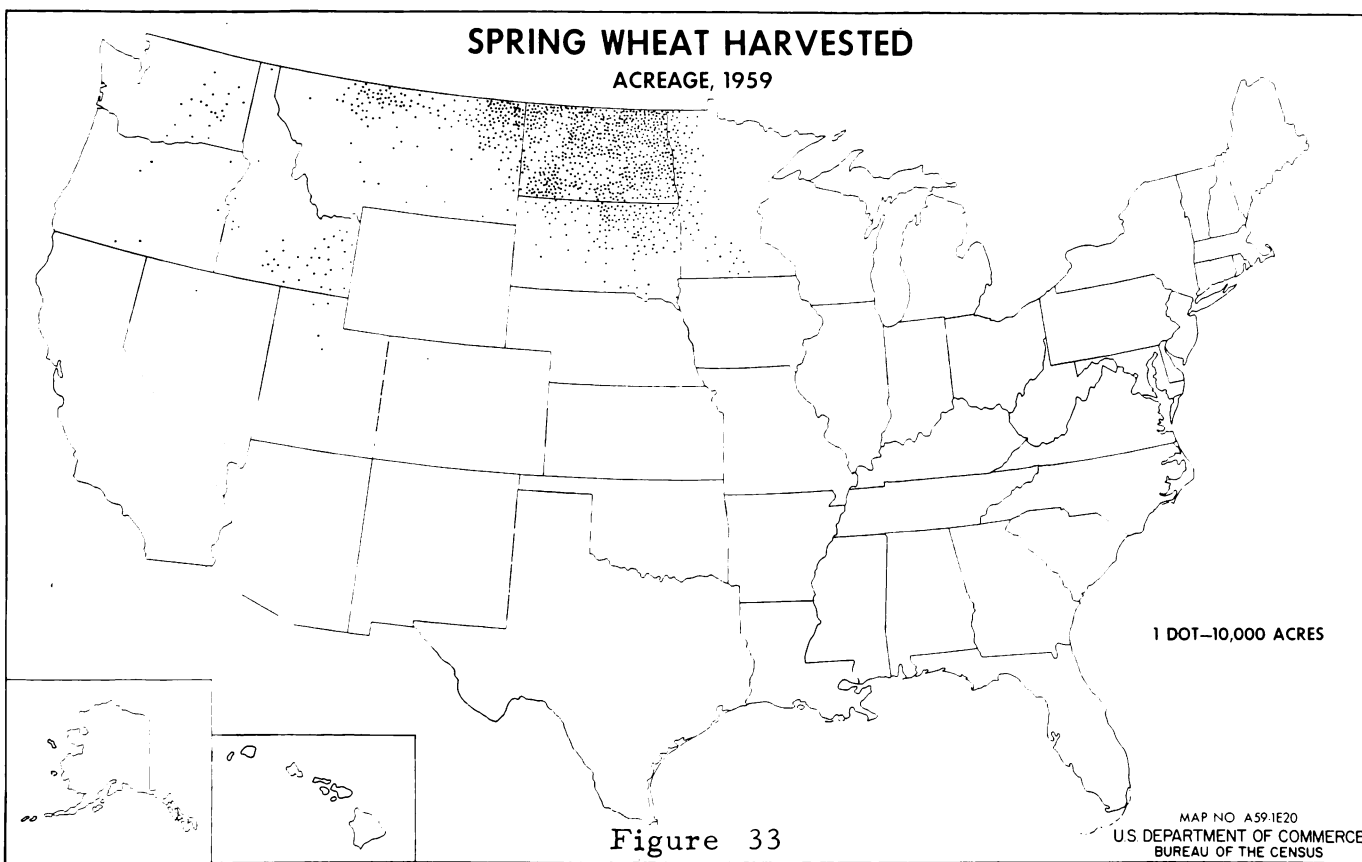 SPRING WHEAT HARVESTED
ACREAGE, 1959
1 DOT—10,000 ACRES
Figure 33
MAP NO A59-1E20
U.S. DEPARTMENT OF COMMERCE
BUREAU OF THE CENSUS